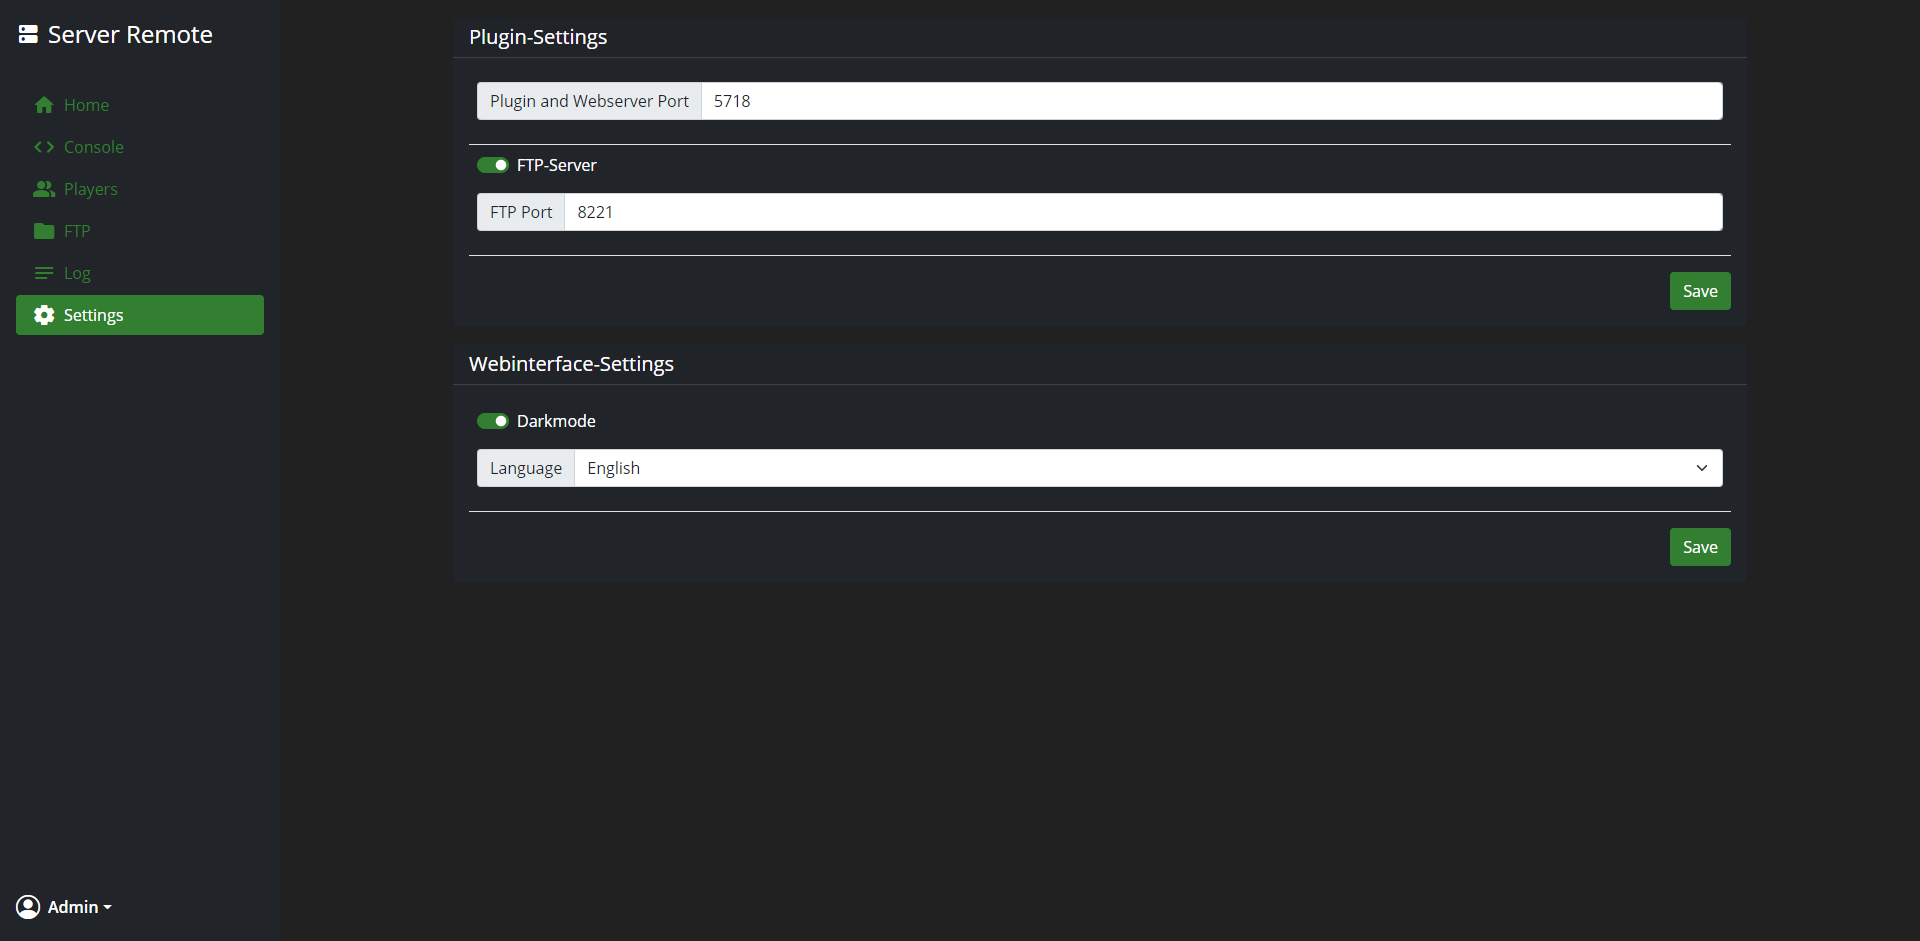 Server Remote
Home
Console
Players
FTP
Log
Settings
Admin
Plugin-Settings
Plugin and Webserver Port 5718
FTP-Server
FTP Port 8221
Save
Webinterface-Settings
Darkmode
Language English
Save